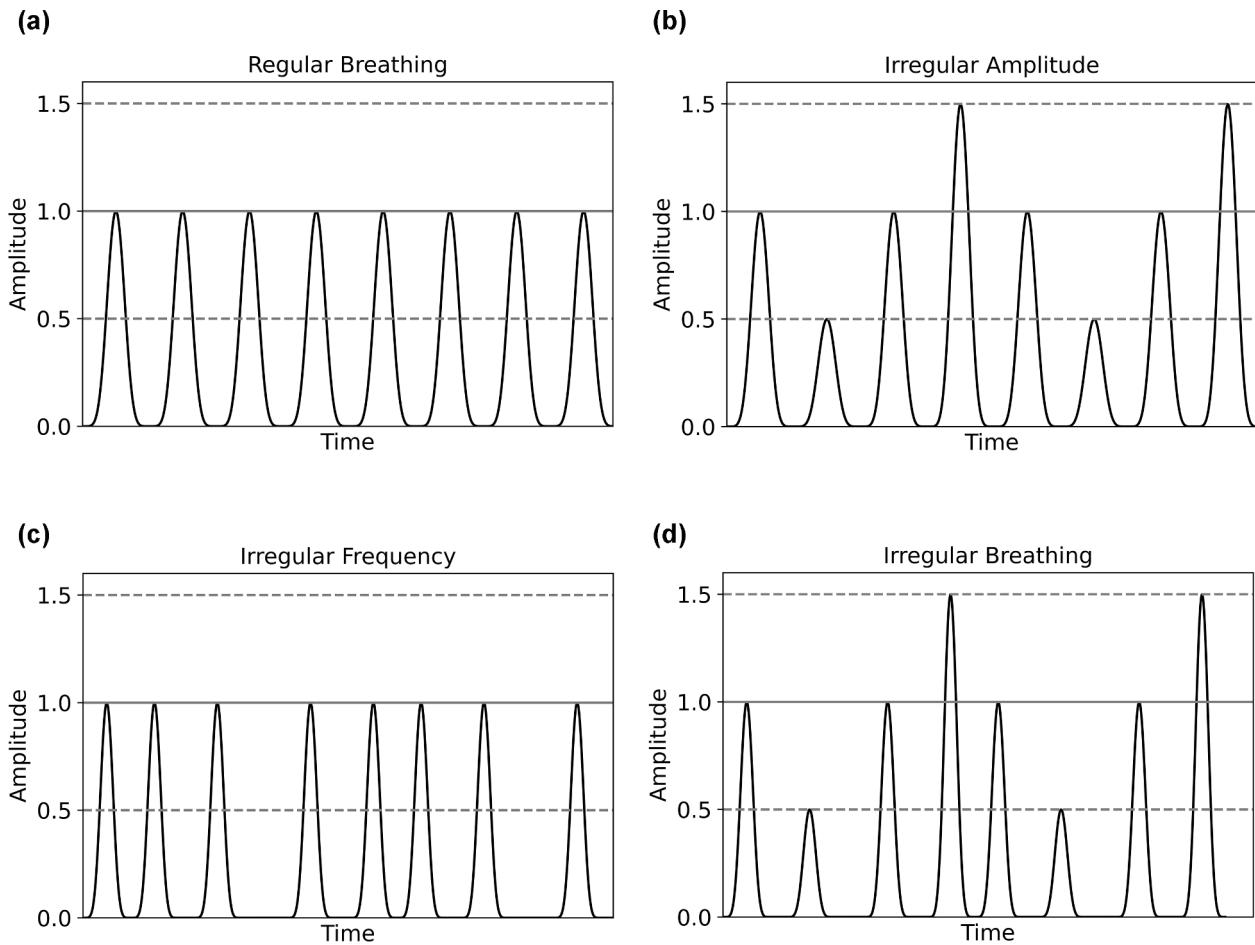 (a)
Regular Breathing
1.5
1.0
0.5
0.0
Amplitude
Time
(b)
Irregular Amplitude
1.5
1.0
0.5
0.0
Amplitude
Time
(c)
Irregular Frequency
1.5
1.0
0.5
0.0
Amplitude
Time
(d)
Irregular Breathing
1.5
1.0
0.5
0.0
Amplitude
Time